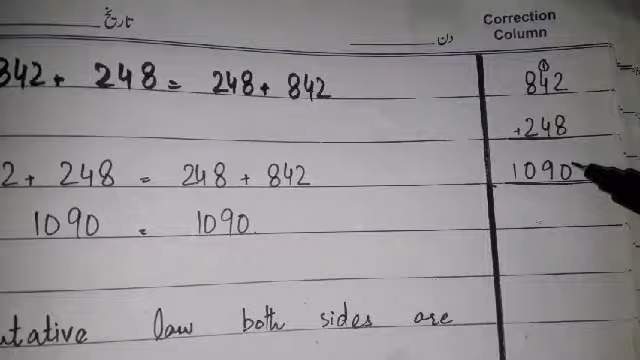 تاریخ
دن
Correction
Column
842 + 248 = 248 + 842
1
842
+248
2 + 248 = 248 + 842
1090
1090 = 1090
law both sides are